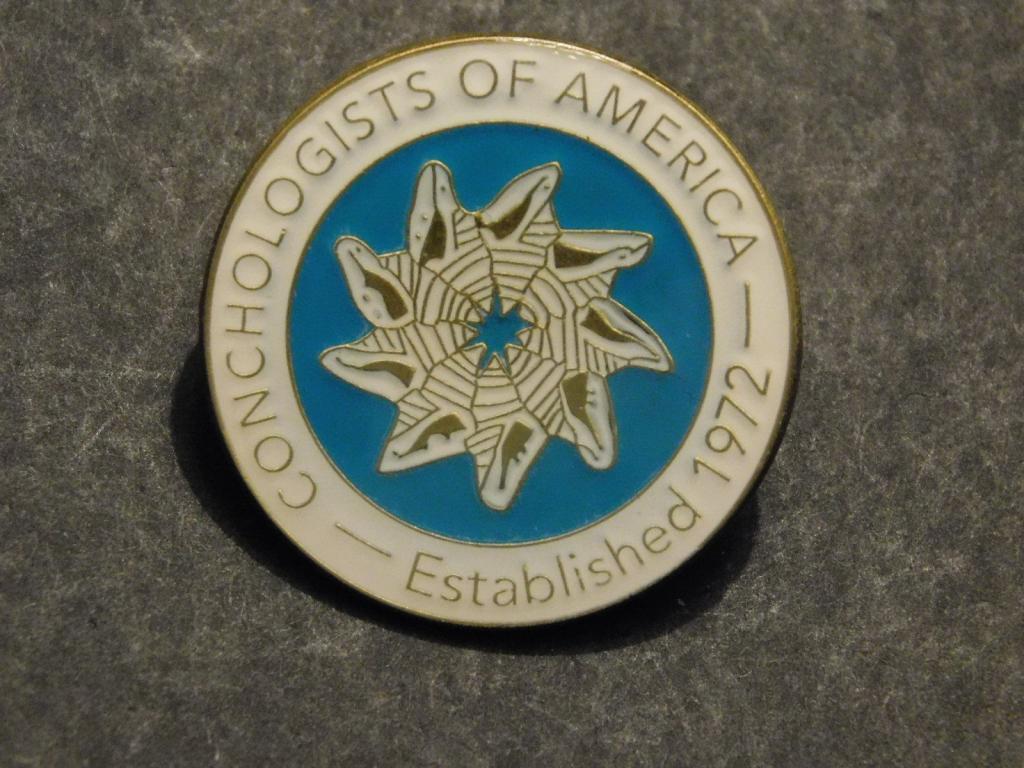 CONCHOLOGISTS OF AMERICA —
Established 1972 —